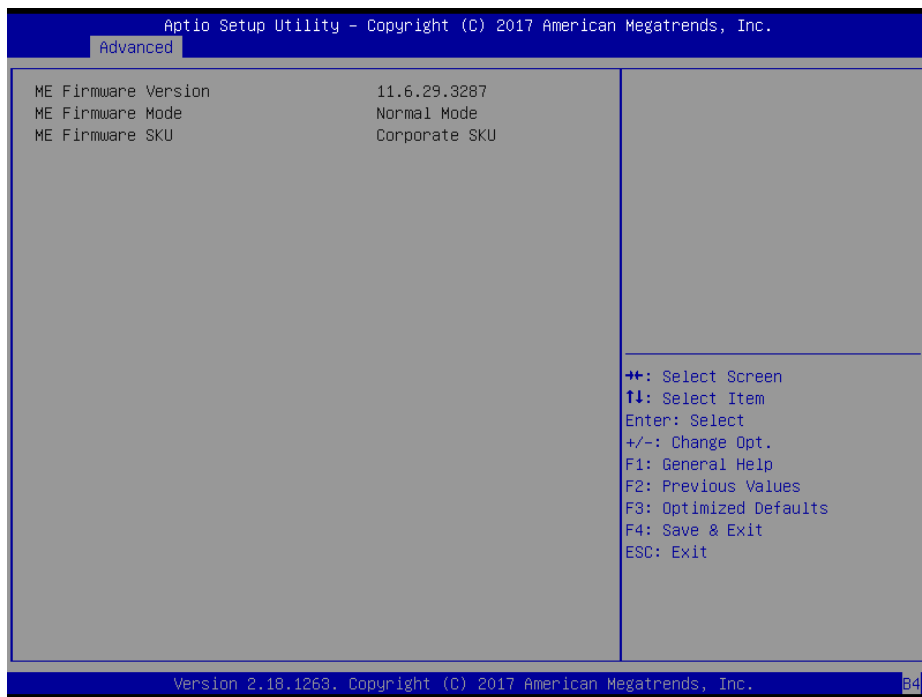 Aptio Setup Utility – Copyright (C) 2017 American Megatrends, Inc.
Advanced
ME Firmware Version 11.6.29.3287
ME Firmware Mode Normal Mode
ME Firmware SKU Corporate SKU
→←: Select Screen
↑↓: Select Item
Enter: Select
+/-: Change Opt.
F1: General Help
F2: Previous Values
F3: Optimized Defaults
F4: Save & Exit
ESC: Exit
Version 2.18.1263. Copyright (C) 2017 American Megatrends, Inc.
B4